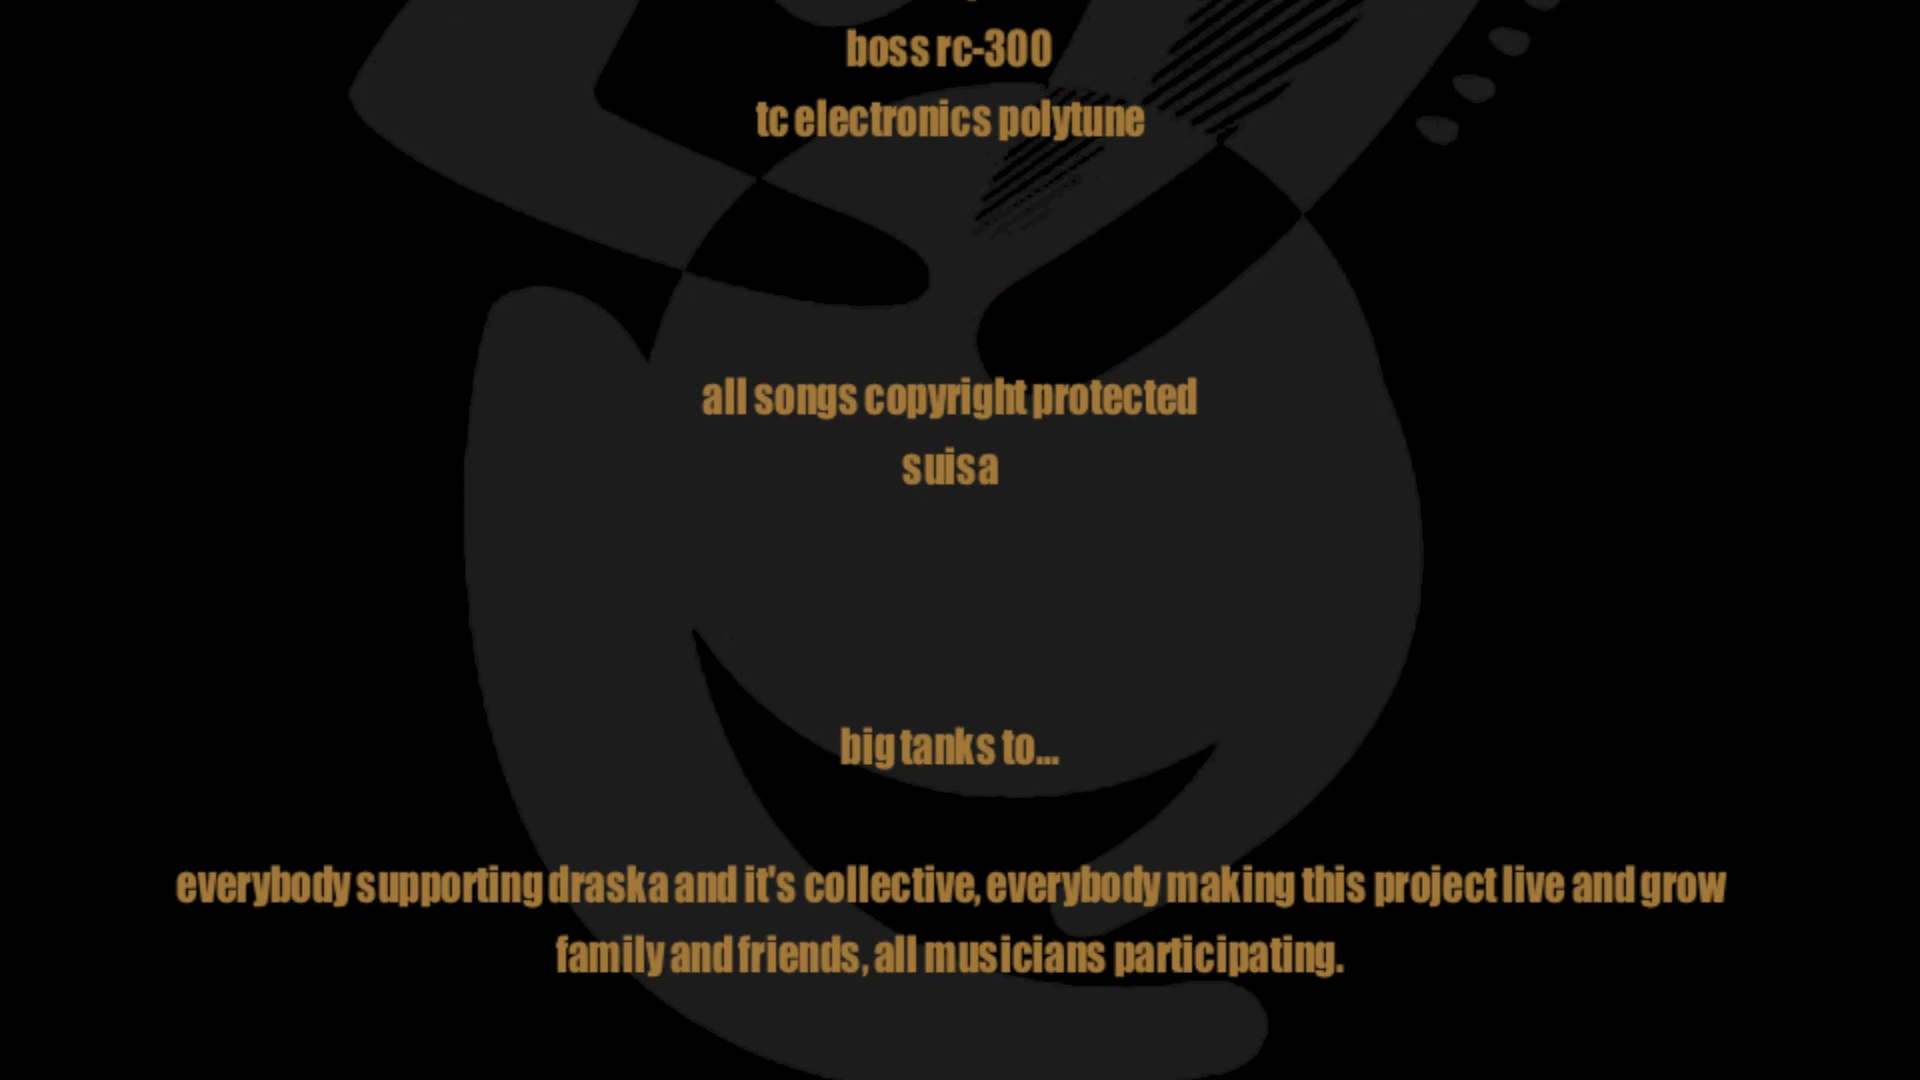 boss rc-300
tc electronics polytune
all songs copyright protected
suisa
big tanks to...
everybody supporting draska and it's collective, everybody making this project live and grow
family and friends, all musicians participating.